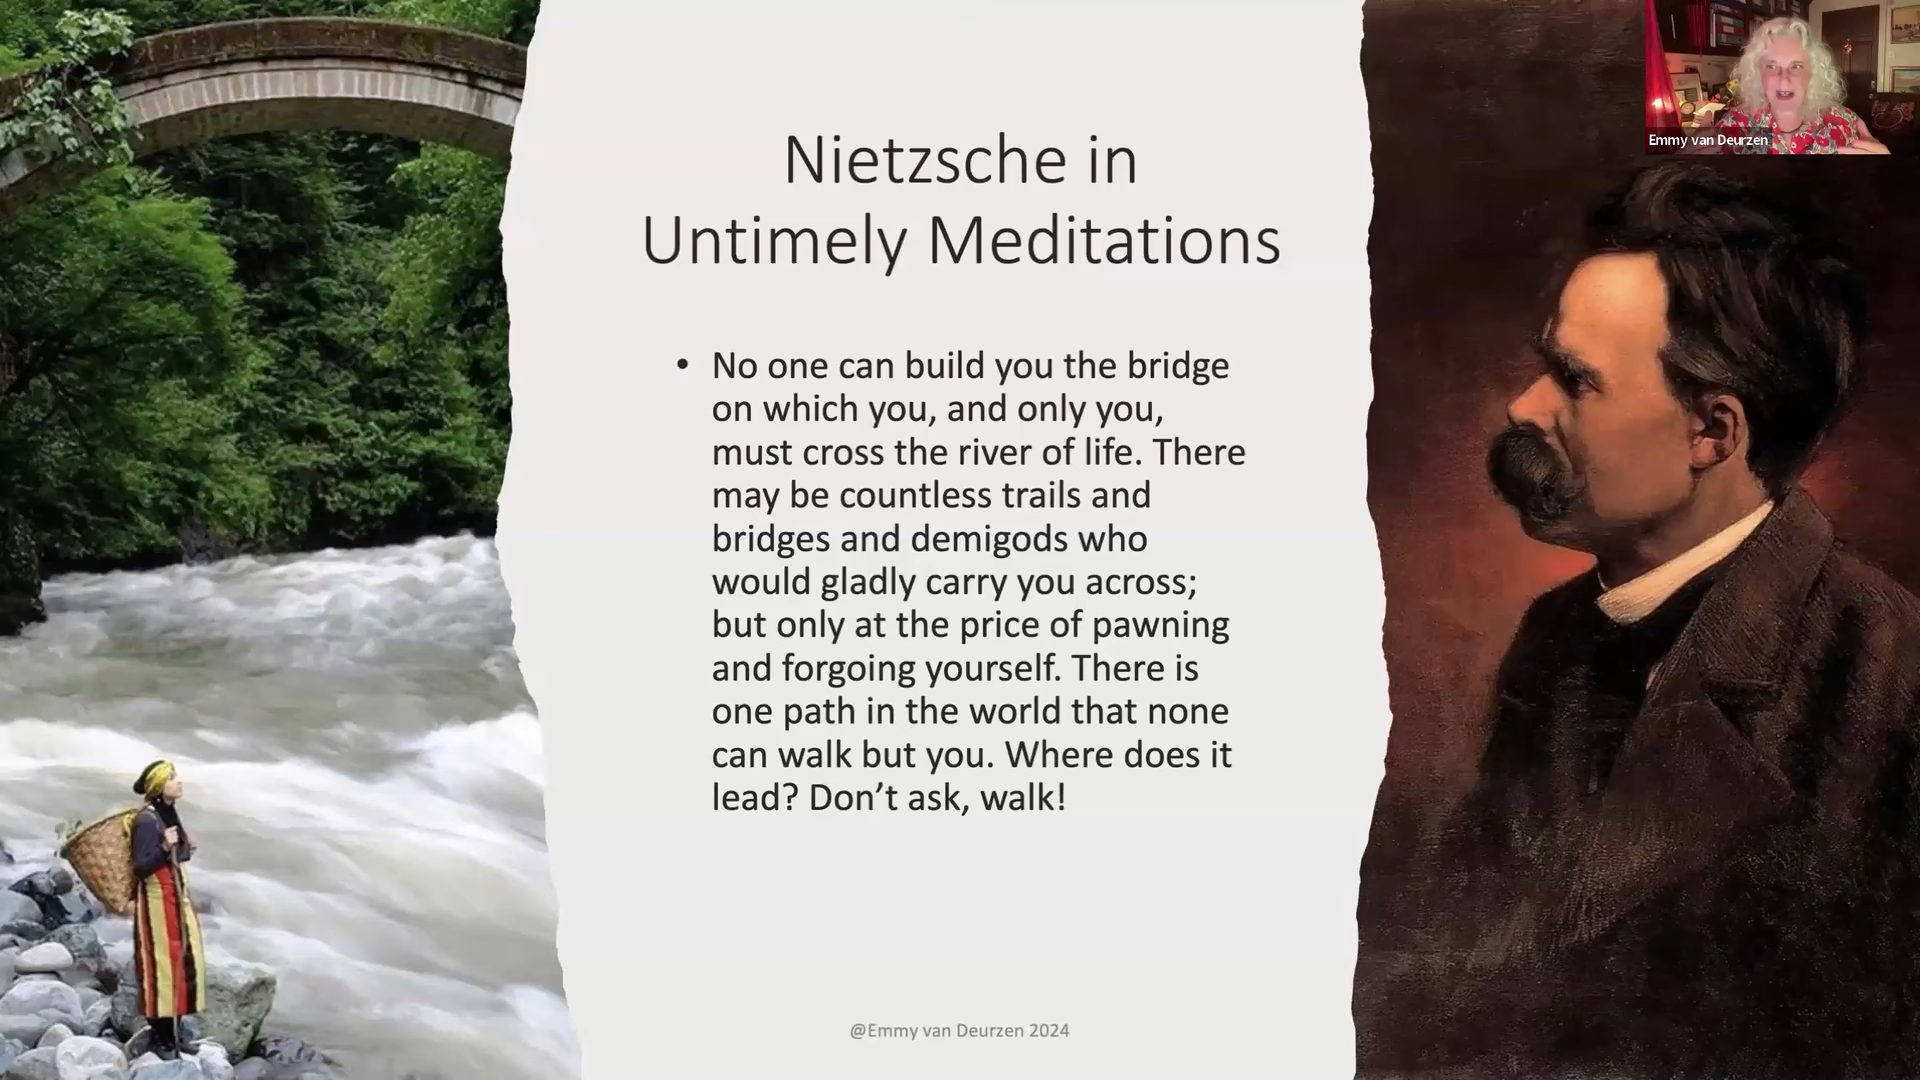 Emmy van Deurzen
Nietzsche in
Untimely Meditations
• No one can build you the bridge
on which you, and only you,
must cross the river of life. There
may be countless trails and
bridges and demigods who
would gladly carry you across;
but only at the price of pawning
and forgoing yourself. There is
one path in the world that none
can walk but you. Where does it
lead? Don’t ask, walk!
@Emmy van Deurzen 2024